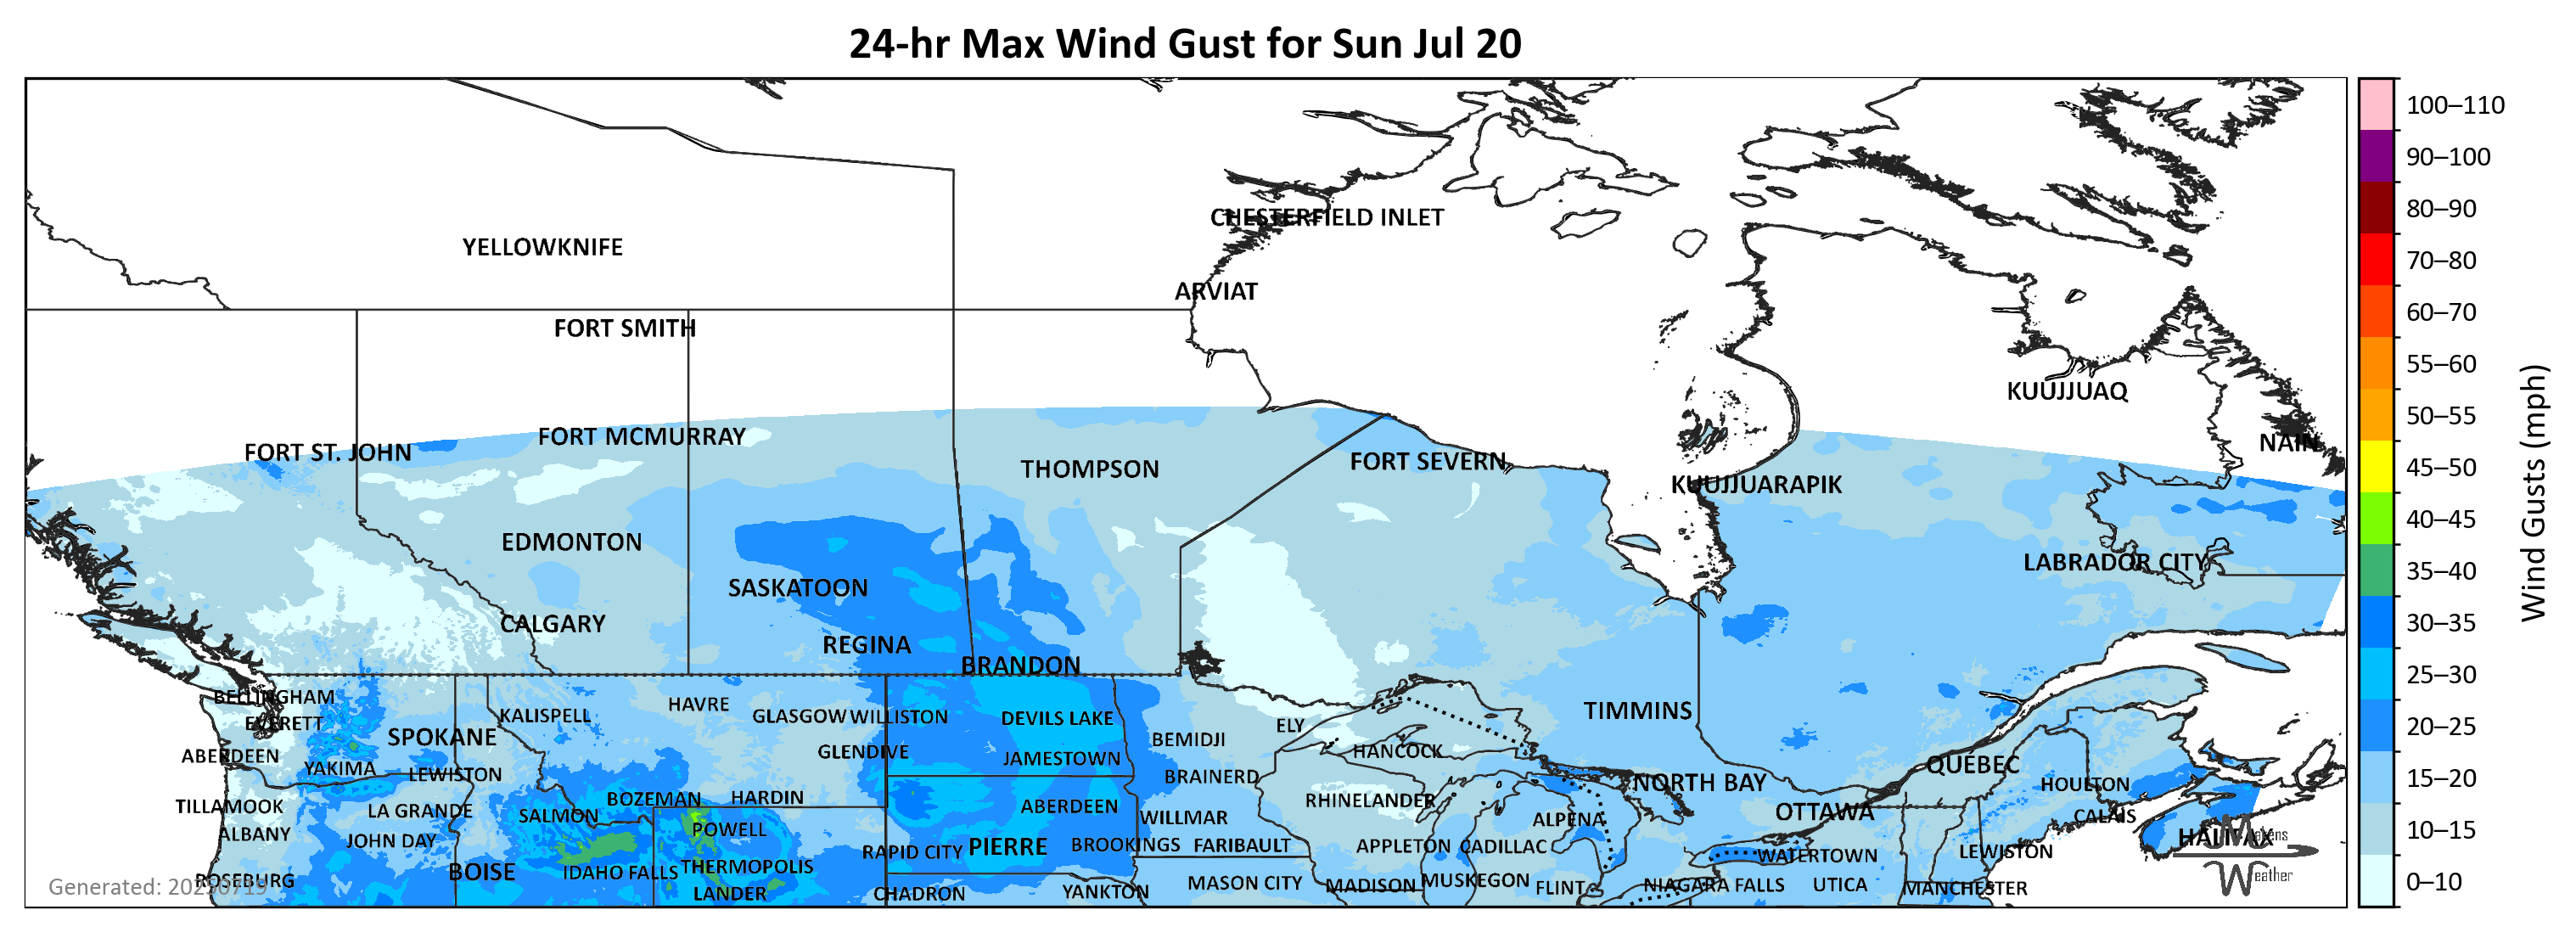 24-hr Max Wind Gust for Sun Jul 20
CHESTERFIELD INLET
YELLOWKNIFE
ARVIAT
FORT SMITH
KUUJJUAQ
FORT MCMURRAY
NAIN
FORT ST. JOHN
FORT SEVERN
THOMPSON
KUUJJUARAPIK
EDMONTON
LABRADOR CITY
SASKATOON
CALGARY
REGINA
BRANDON
BELLINGHAM
HAVRE
TIMMINS
KALISPELL
GLASGOW
WILLISTON
DEVILS LAKE
EVERETT
ELY
SPOKANE
BEMIDJI
GLENDIVE
HANCOCK
ABERDEEN
JAMESTOWN
QUEBEC
YAKIMA
LEWISTON
BRAINERD
NORTH BAY
HOULTON
BOZEMAN
HARDIN
RHINELANDER
TILLAMOOK
ABERDEEN
LA GRANDE
OTTAWA
SALMON
WILLMAR
CALAIS
ALPENA
POWELL
ALBANY
HALIFAX
JOHN DAY
PIERRE
BROOKINGS
FARIBAULT
APPLETON
CADILLAC
RAPID CITY
LEWISTON
WATERTOWN
THERMOPOLIS
BOISE
IDAHO FALLS
ROSEBURG
MUSKEGON
MASON CITY
MADISON
FLINT
NIAGARA FALLS
UTICA
MANCHESTER
LANDER
CHADRON
YANKTON
Makens
Weather
100–110
90–100
80–90
70–80
60–70
55–60
50–55
45–50
40–45
35–40
30–35
25–30
20–25
15–20
10–15
0–10
Wind Gusts (mph)
Generated: 20250719